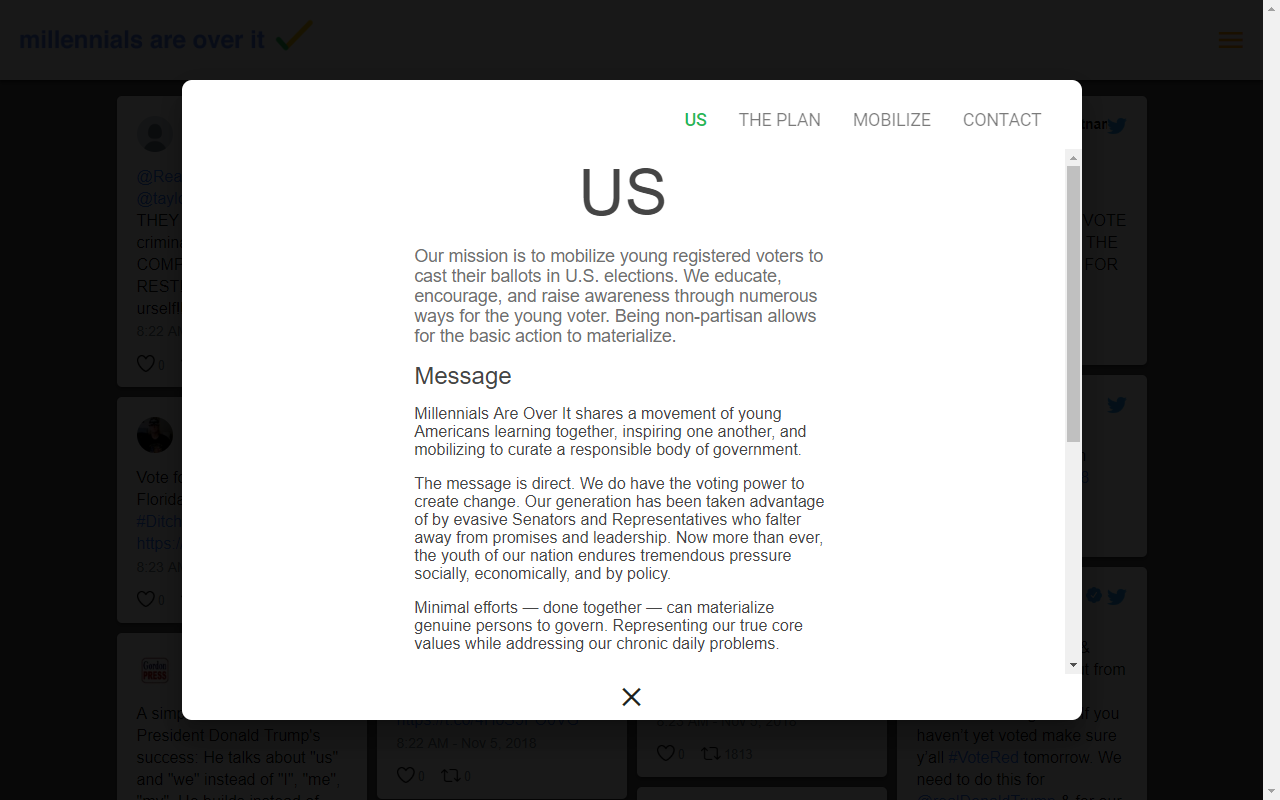 millennials are over it
US THE PLAN MOBILIZE CONTACT
US
Our mission is to mobilize young registered voters to
cast their ballots in U.S. elections. We educate,
encourage, and raise awareness through numerous
ways for the young voter. Being non-partisan allows
for the basic action to materialize.
Message
Millennials Are Over It shares a movement of young
Americans learning together, inspiring one another, and
mobilizing to curate a responsible body of government.
The message is direct. We do have the voting power to
create change. Our generation has been taken advantage
of by evasive Senators and Representatives who falter
away from promises and leadership. Now more than ever,
the youth of our nation endures tremendous pressure
socially, economically, and by policy.
Minimal efforts — done together — can materialize
genuine persons to govern. Representing our true core
values while addressing our chronic daily problems.
THEY
urself!
8:22 AM
0
Vote
#Ditch
https:/
8:23 AM
0
Garden
PRESS
President Donald Trump's
success: He talks about "us"
and "we" instead of "I", "me",
8:22 AM - Nov 5, 2018
0 0
0 1813
VOTE
THE
FOR
&
from
if you
haven't yet voted make sure
y'all #VoteRed tomorrow. We
need to do this for